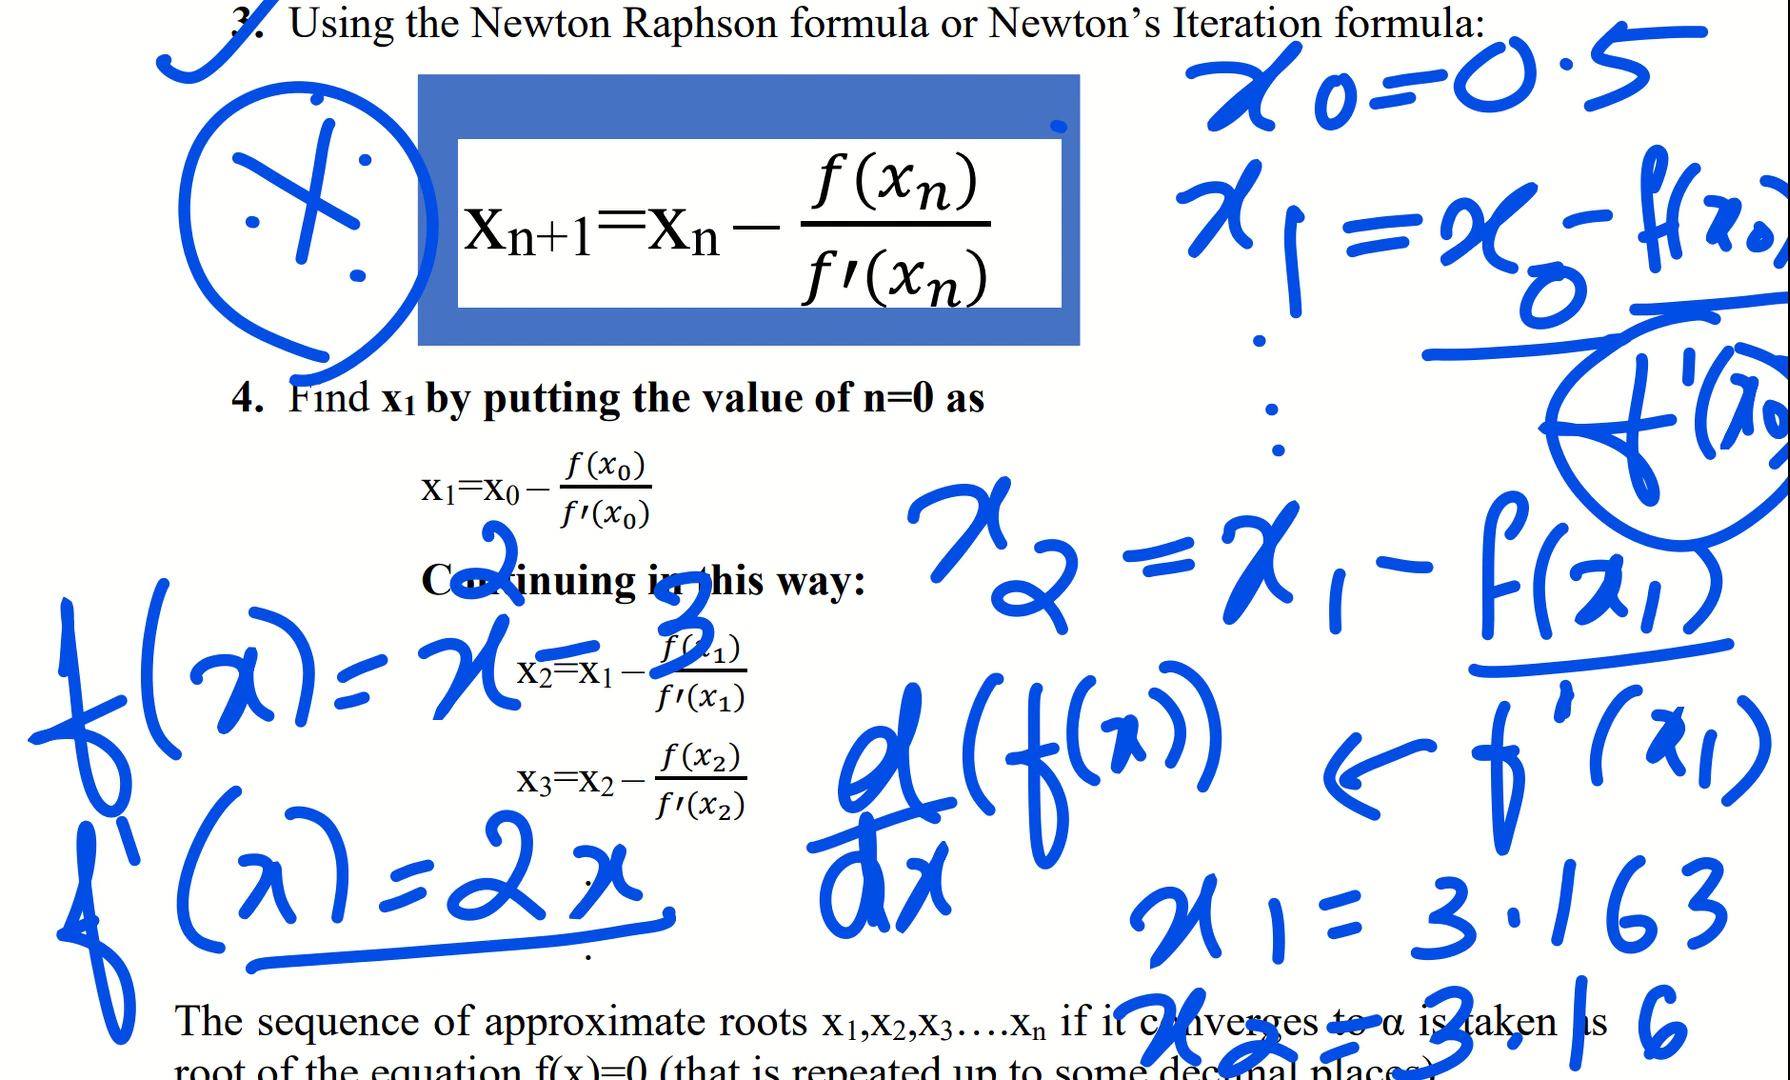 3. Using the Newton Raphson formula or Newton's Iteration formula:
x₀=0.5
xₙ₊₁=xₙ− f(xₙ)/f′(xₙ)
x₁=x₀-f(x₀)/f'(x₀)
4. Find x₁ by putting the value of n=0 as
x₁=x₀− f(x₀)/f′(x₀)
x₂=x₁-f(x₁)/f'(x₁)
Continuing in this way:
f(x)=x²-3
x₂=x₁− f(x₁)/f′(x₁)
d/dx(f(x)) ← f'(x₁)
x₃=x₂− f(x₂)/f′(x₂)
f'(x)=2x
x₁=3.163
The sequence of approximate roots x₁,x₂,x₃....xₙ if it converges to α is taken as
x₂=3.16
root of the equation f(x)=0 (that is repeated up to some decimal places)